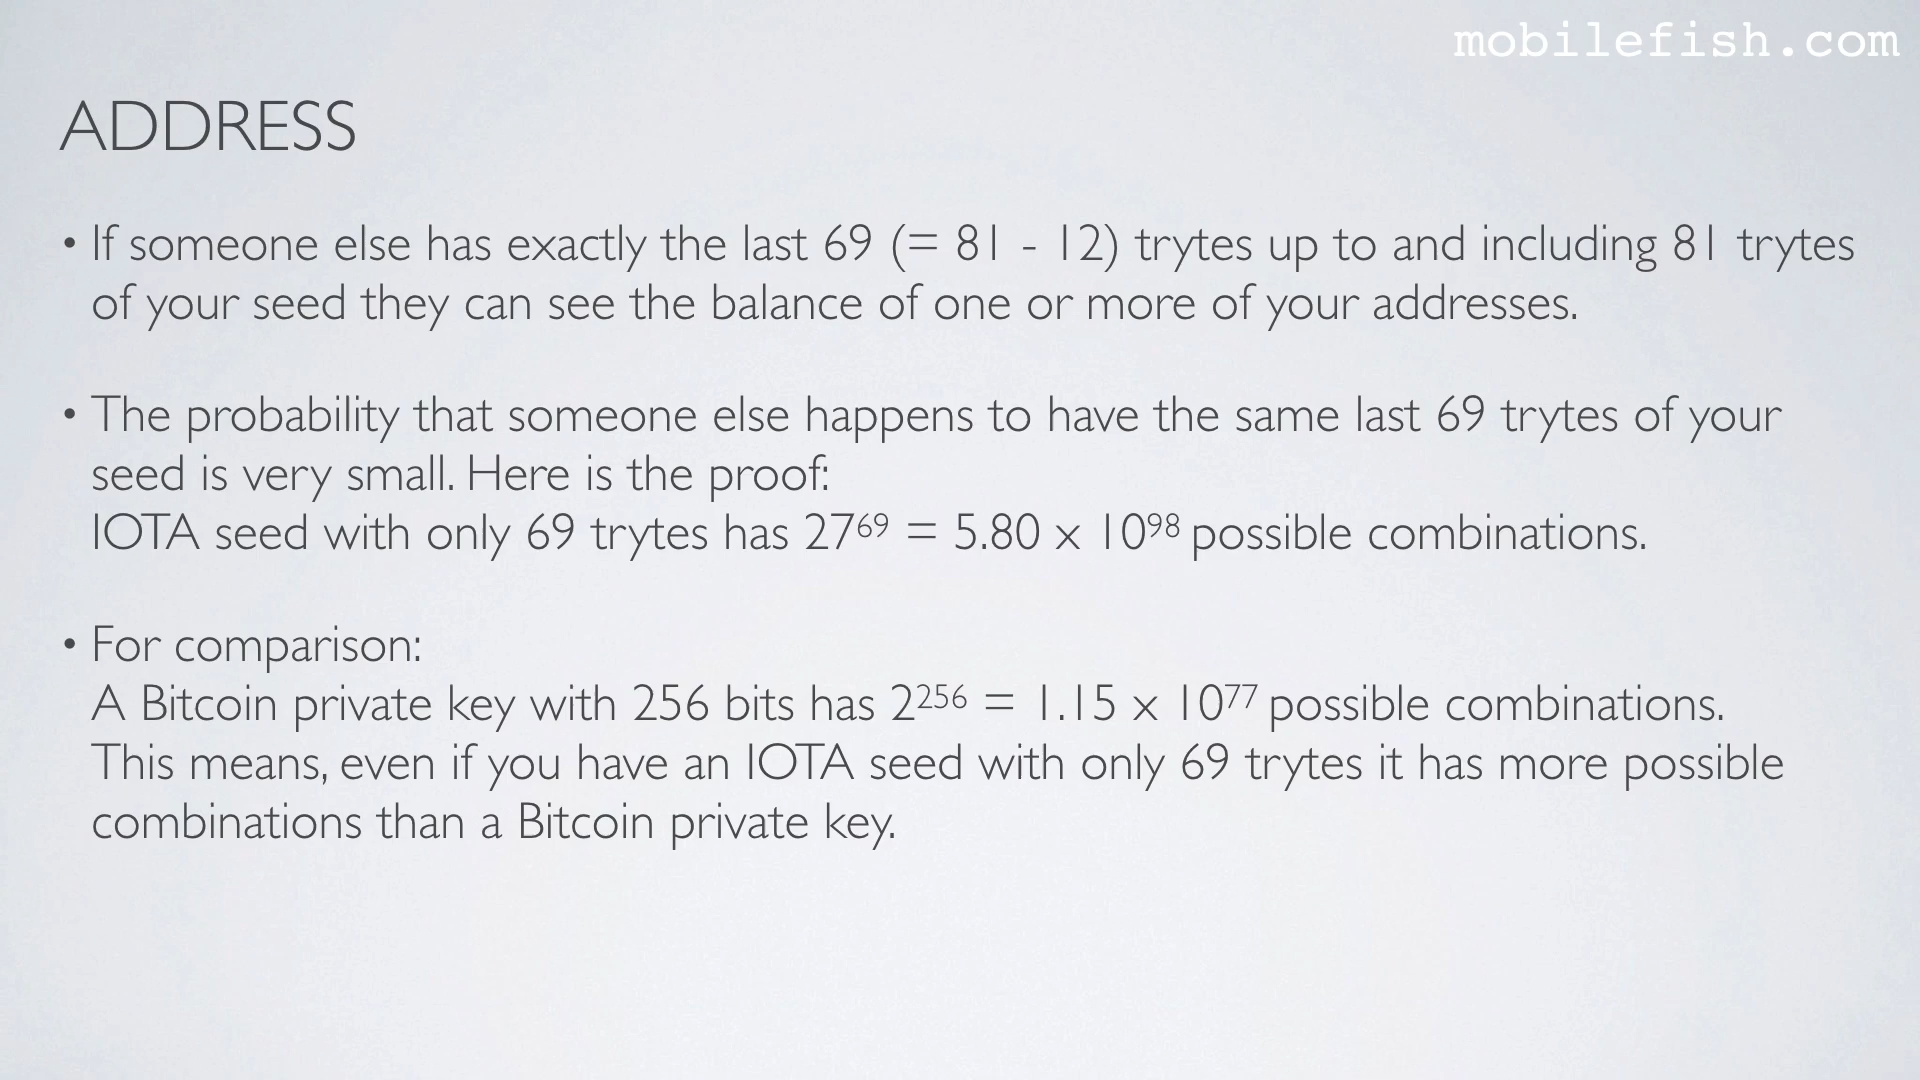 mobilefish.com
ADDRESS
• If someone else has exactly the last 69 (= 81 - 12) trytes up to and including 81 trytes
of your seed they can see the balance of one or more of your addresses.
• The probability that someone else happens to have the same last 69 trytes of your
seed is very small. Here is the proof:
IOTA seed with only 69 trytes has 27⁶⁹ = 5.80 x 10⁹⁸ possible combinations.
• For comparison:
A Bitcoin private key with 256 bits has 2²⁵⁶ = 1.15 x 10⁷⁷ possible combinations.
This means, even if you have an IOTA seed with only 69 trytes it has more possible
combinations than a Bitcoin private key.